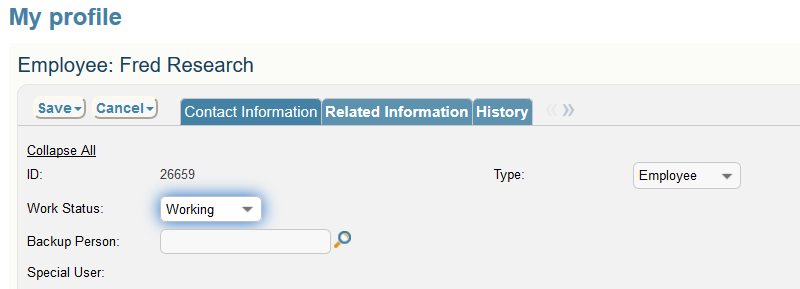 My profile
Employee: Fred Research
Save Cancel Contact Information Related Information History
Collapse All
ID: 26659 Type: Employee
Work Status: Working
Backup Person:
Special User: